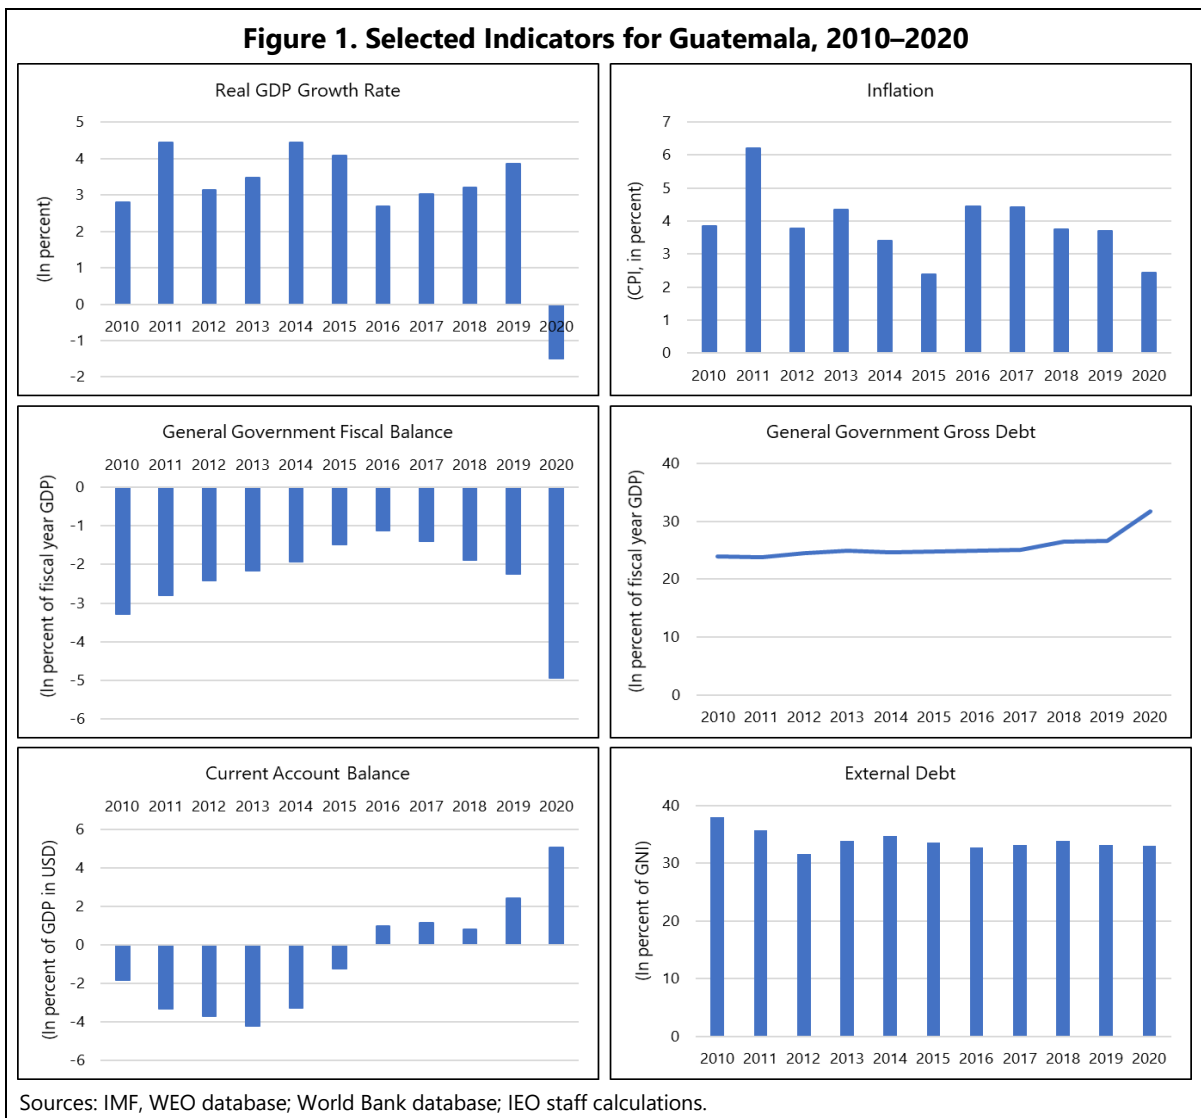 Figure 1. Selected Indicators for Guatemala, 2010–2020
Real GDP Growth Rate
(In percent)
5
4
3
2
1
0
-1
-2
2010 2011 2012 2013 2014 2015 2016 2017 2018 2019 2020
Inflation
(CPI, in percent)
7
6
5
4
3
2
1
0
2010 2011 2012 2013 2014 2015 2016 2017 2018 2019 2020
General Government Fiscal Balance
2010 2011 2012 2013 2014 2015 2016 2017 2018 2019 2020
(In percent of fiscal year GDP)
0
-1
-2
-3
-4
-5
-6
General Government Gross Debt
(In percent of fiscal year GDP)
40
30
20
10
0
2010 2011 2012 2013 2014 2015 2016 2017 2018 2019 2020
Current Account Balance
2010 2011 2012 2013 2014 2015 2016 2017 2018 2019 2020
(In percent of GDP in USD)
6
4
2
0
-2
-4
-6
External Debt
(In percent of GNI)
40
30
20
10
0
2010 2011 2012 2013 2014 2015 2016 2017 2018 2019 2020
Sources: IMF, WEO database; World Bank database; IEO staff calculations.